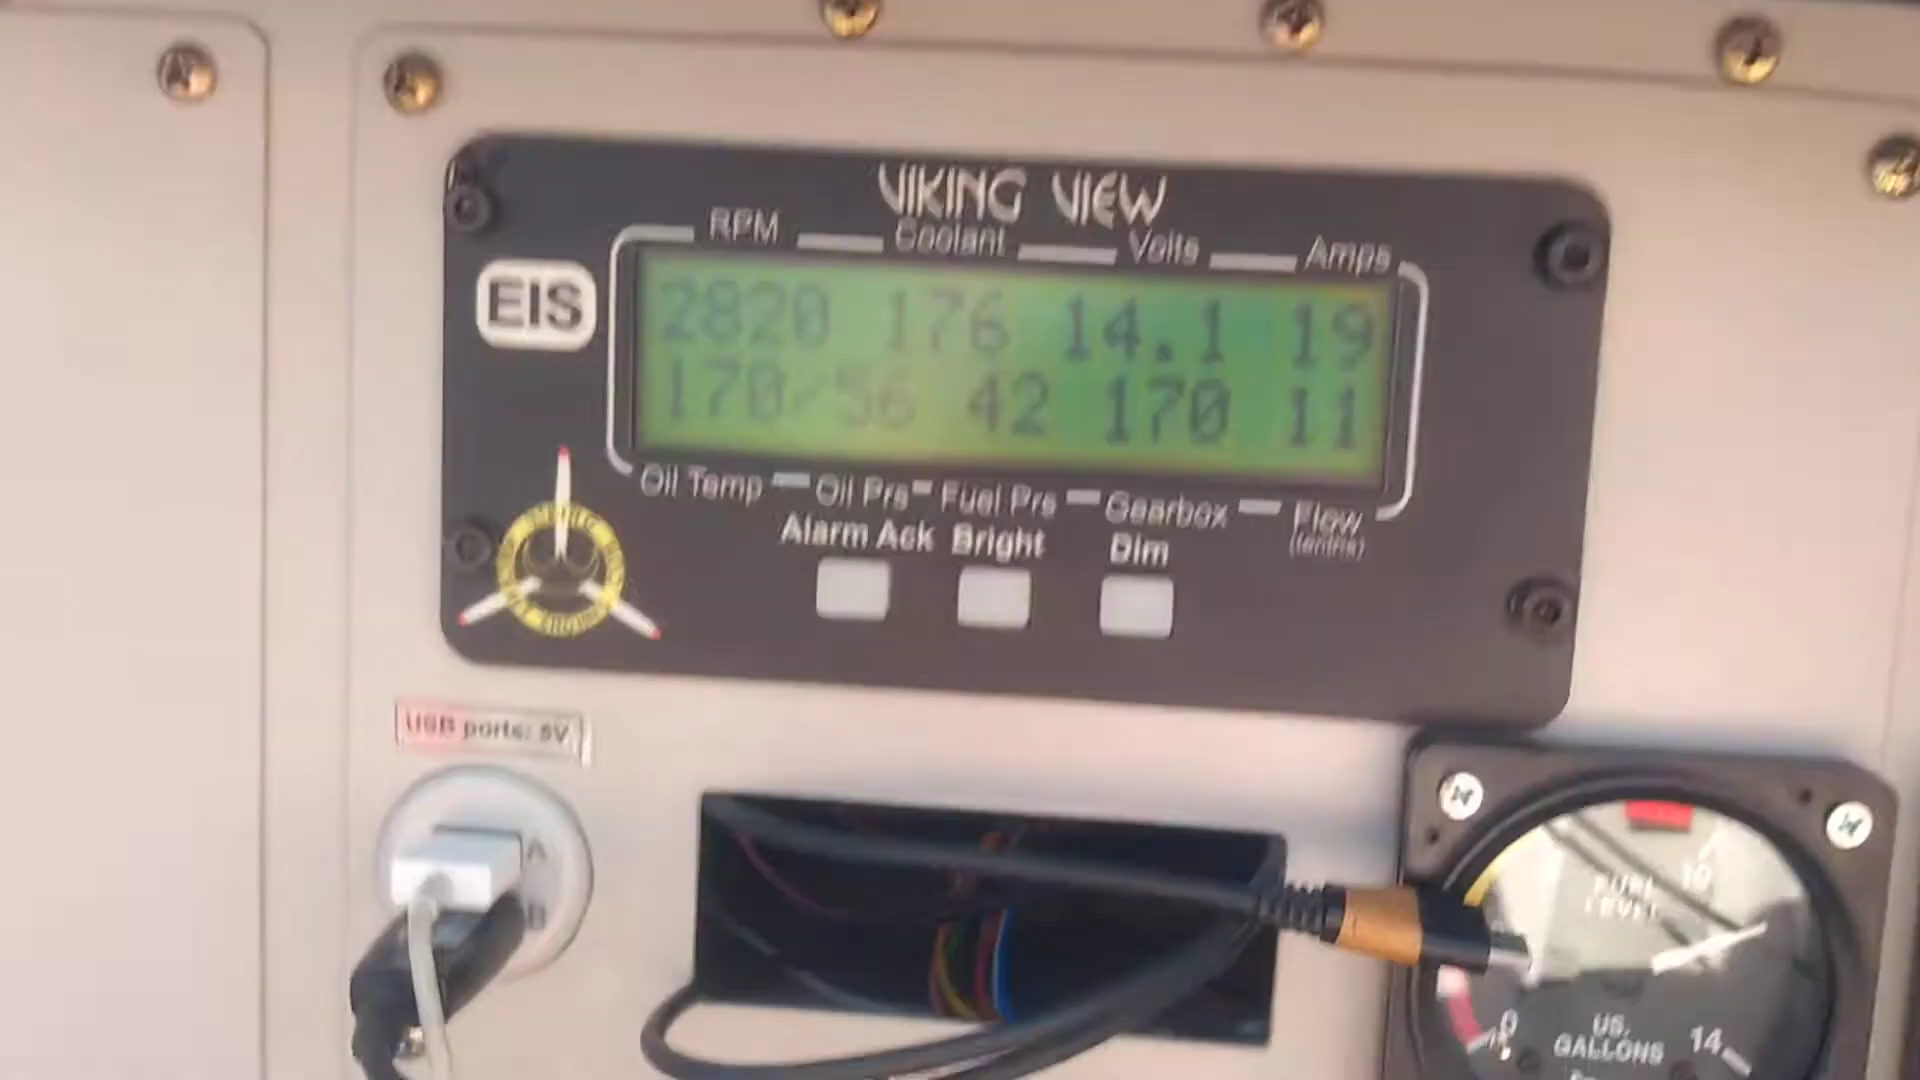 VIKING VIEW
RPM Coolant Volts Amps
EIS
2820 176 14.1 19
170/56 42 170 11
Oil Temp Oil Prs Fuel Prs Gearbox Flow
(tenths)
Alarm Ack Bright Dim
USB ports: 5V
A
B
10
FUEL
LEVEL
0
U.S.
GALLONS
14